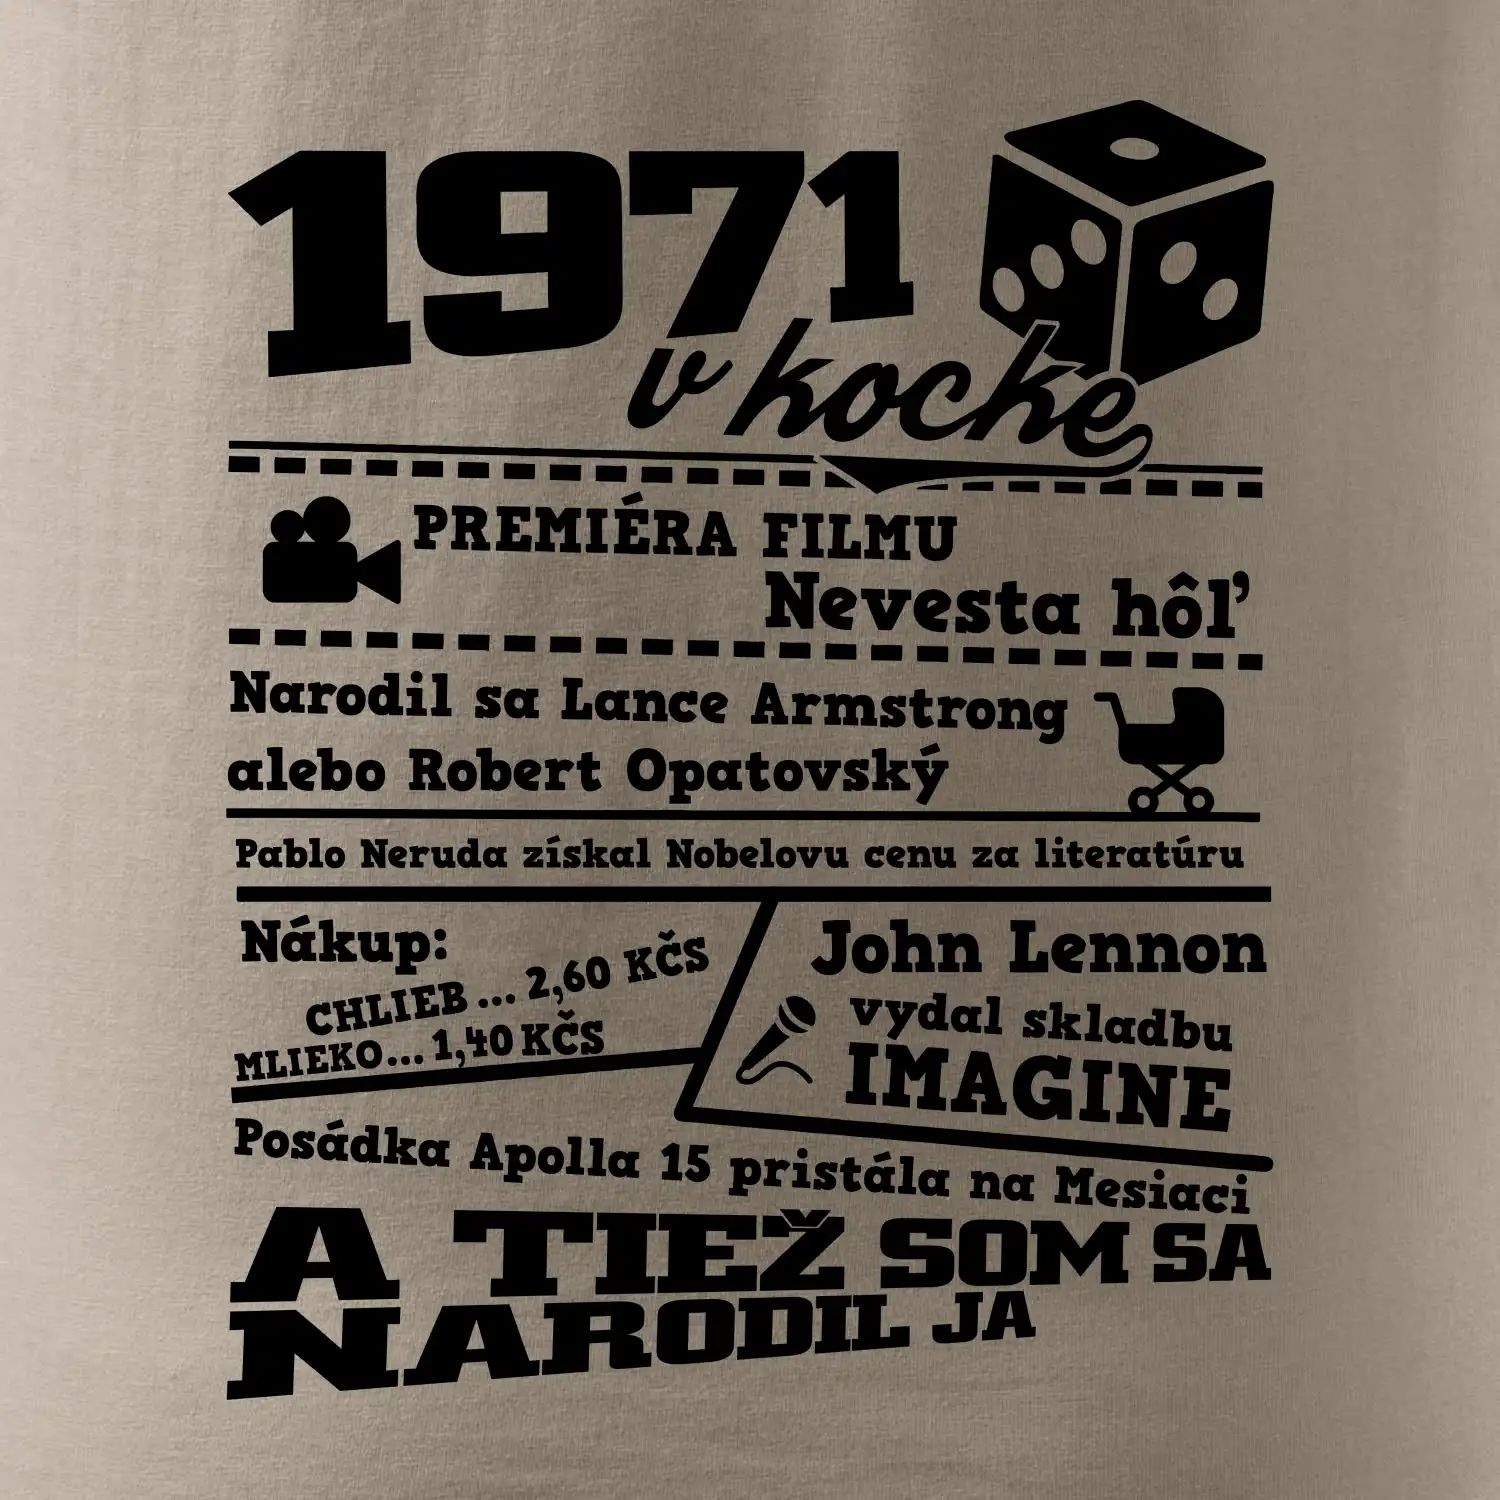 1971
v kocke
PREMIÉRA FILMU
Nevesta hôľ
Narodil sa Lance Armstrong
alebo Robert Opatovský
Pablo Neruda získal Nobelovu cenu za literatúru
Nákup:
CHLIEB... 2,60 KČS
MLIEKO... 1,40 KČS
John Lennon
vydal skladbu
IMAGINE
Posádka Apolla 15 pristála na Mesiaci
A TIEŽ SOM SA
NARODIL JA